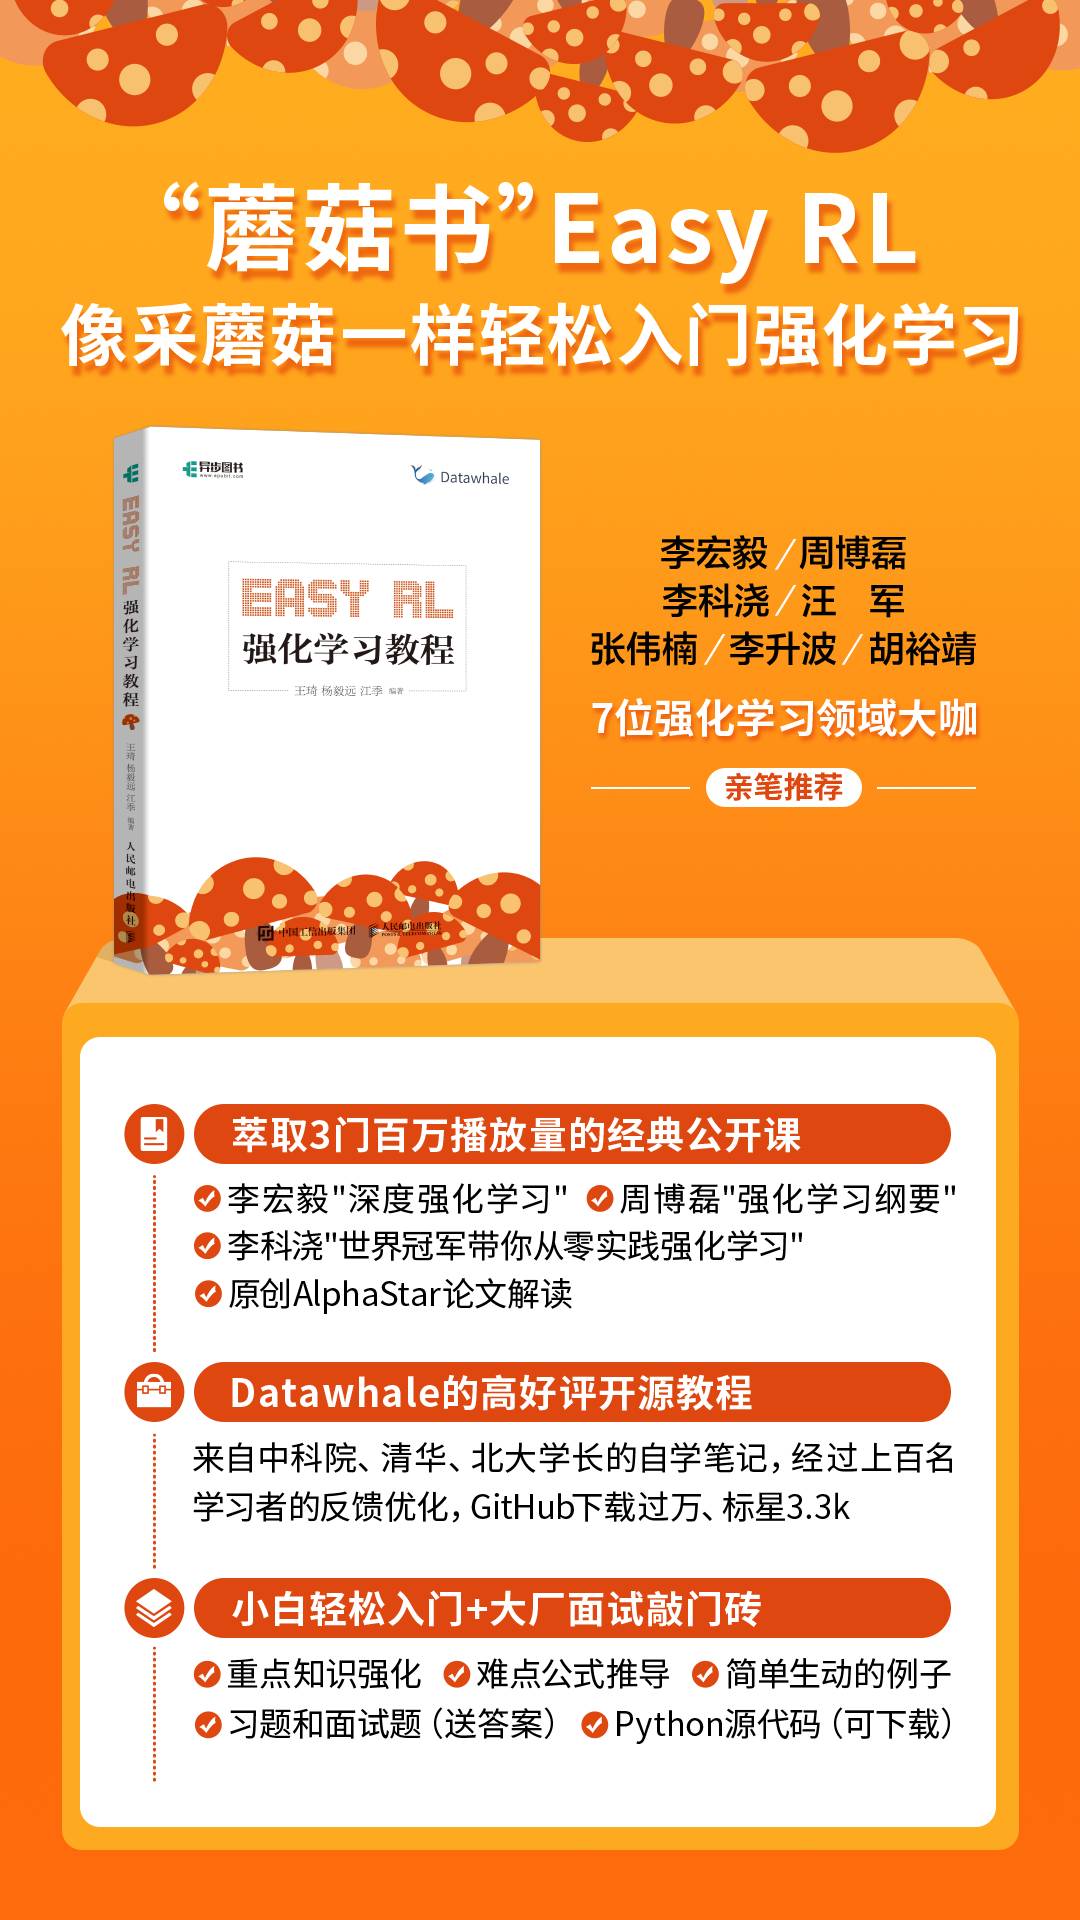 “蘑菇书”Easy RL
像采蘑菇一样轻松入门强化学习
异步图书
www.epubit.com
Datawhale
EASY RL
强化学习教程
王琦 杨毅远 江季 编著
中国工信出版集团
人民邮电出版社
POSTS & TELECOM PRESS
EASY RL 强化学习教程
王琦 杨毅远 江季 编著
人民邮电出版社
李宏毅/周博磊
李科浇/汪 军
张伟楠/李升波/胡裕靖
7位强化学习领域大咖
亲笔推荐
萃取3门百万播放量的经典公开课
李宏毅"深度强化学习" 周博磊"强化学习纲要"
李科浇"世界冠军带你从零实践强化学习"
原创AlphaStar论文解读
Datawhale的高好评开源教程
来自中科院、清华、北大学长的自学笔记，经过上百名
学习者的反馈优化，GitHub下载过万、标星3.3k
小白轻松入门+大厂面试敲门砖
重点知识强化 难点公式推导 简单生动的例子
习题和面试题（送答案） Python源代码（可下载）